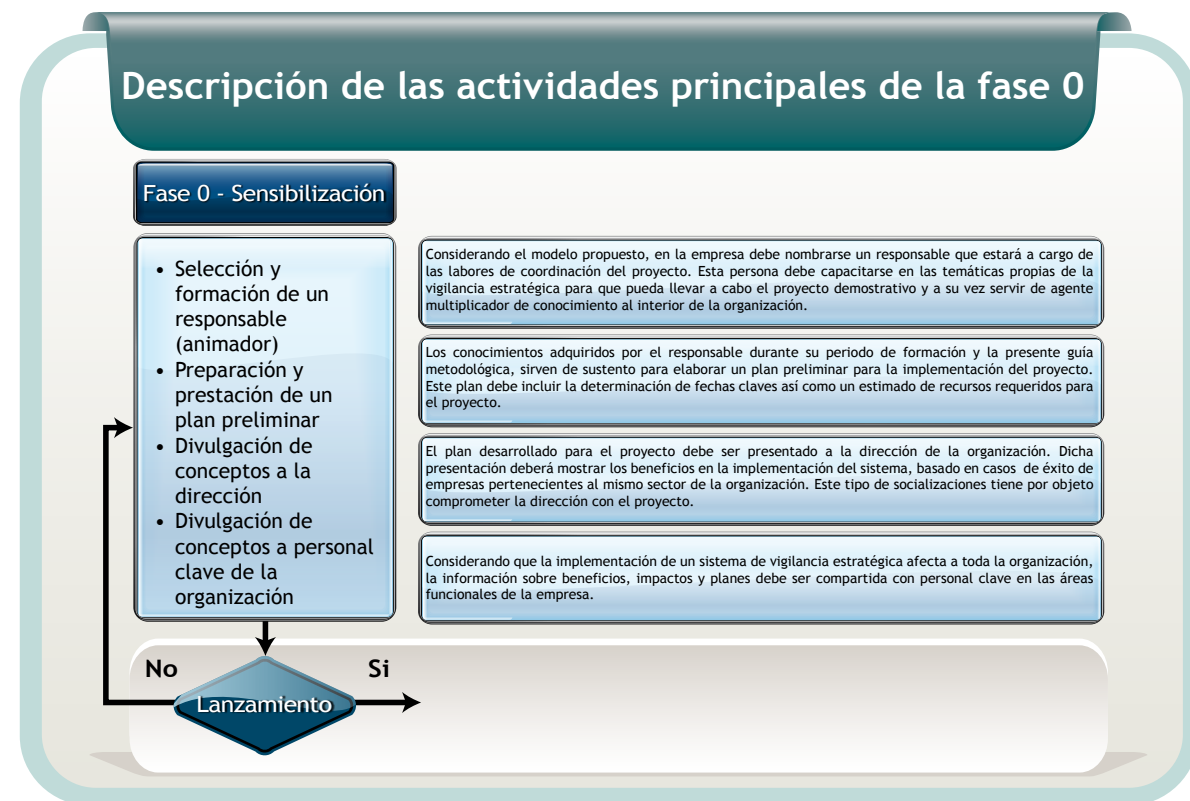 Descripción de las actividades principales de la fase 0
Fase 0 - Sensibilización
• Selección y
formación de un
responsable
(animador)
• Preparación y
prestación de un
plan preliminar
• Divulgación de
conceptos a la
dirección
• Divulgación de
conceptos a personal
clave de la
organización
Considerando el modelo propuesto, en la empresa debe nombrarse un responsable que estará a cargo de
las labores de coordinación del proyecto. Esta persona debe capacitarse en las temáticas propias de la
vigilancia estratégica para que pueda llevar a cabo el proyecto demostrativo y a su vez servir de agente
multiplicador de conocimiento al interior de la organización.
Los conocimientos adquiridos por el responsable durante su periodo de formación y la presente guía
metodológica, sirven de sustento para elaborar un plan preliminar para la implementación del proyecto.
Este plan debe incluir la determinación de fechas claves así como un estimado de recursos requeridos para
el proyecto.
El plan desarrollado para el proyecto debe ser presentado a la dirección de la organización. Dicha
presentación deberá mostrar los beneficios en la implementación del sistema, basado en casos de éxito de
empresas pertenecientes al mismo sector de la organización. Este tipo de socializaciones tiene por objeto
comprometer la dirección con el proyecto.
Considerando que la implementación de un sistema de vigilancia estratégica afecta a toda la organización,
la información sobre beneficios, impactos y planes debe ser compartida con personal clave en las áreas
funcionales de la empresa.
No
Si
Lanzamiento